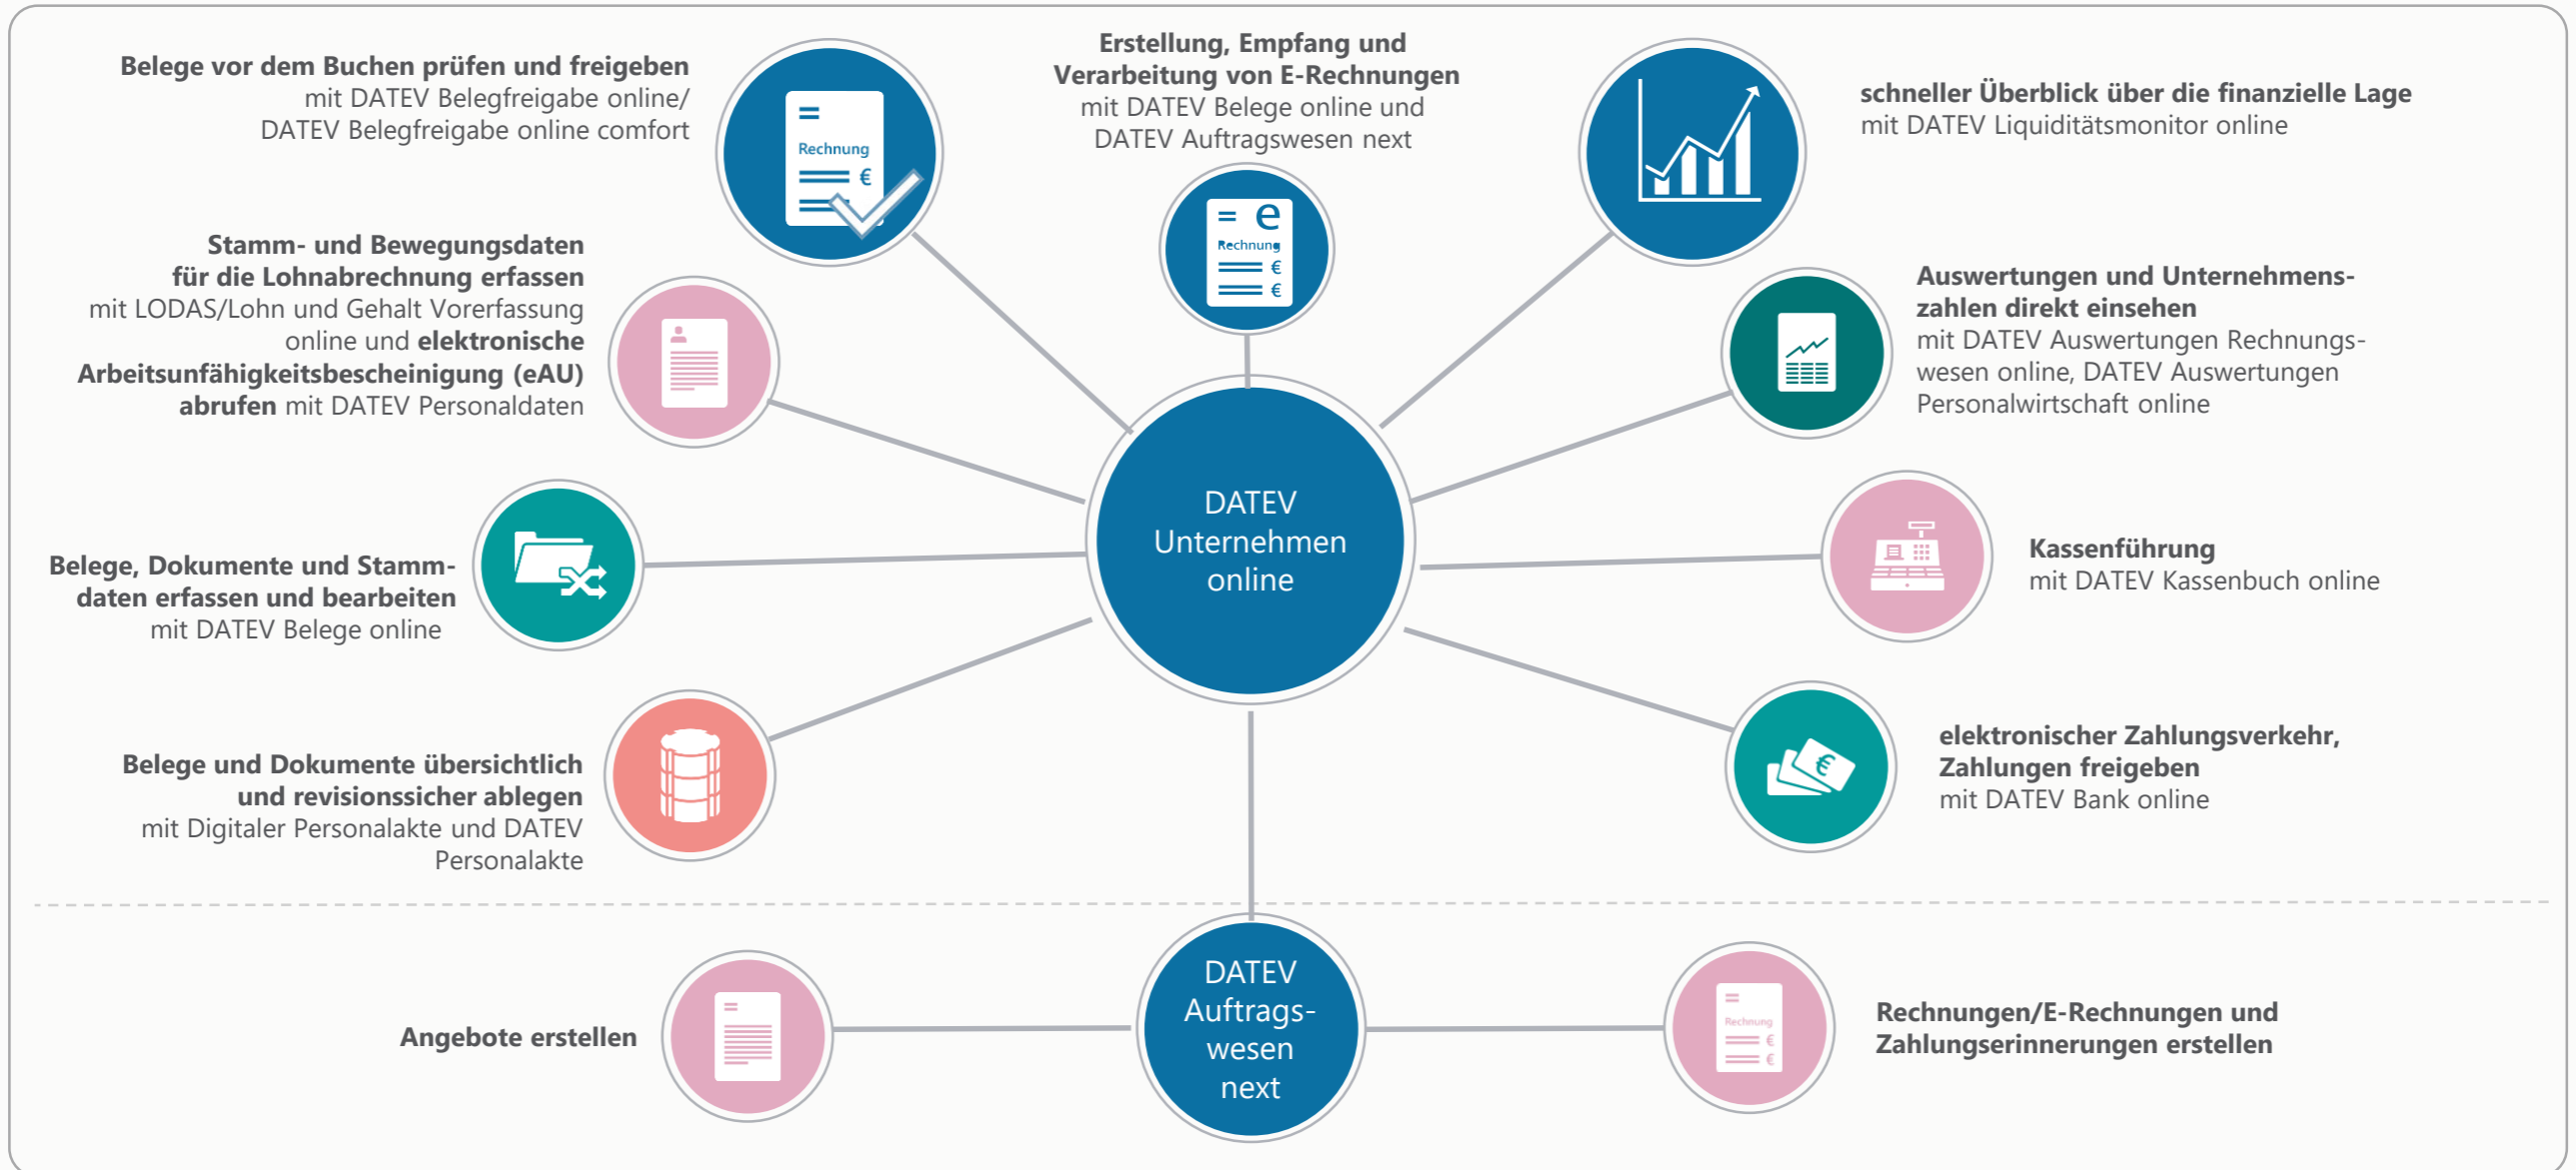 Belege vor dem Buchen prüfen und freigeben
mit DATEV Belegfreigabe online/
DATEV Belegfreigabe online comfort
Rechnung
€
Erstellung, Empfang und
Verarbeitung von E-Rechnungen
mit DATEV Belege online und
DATEV Auftragswesen next
e
Rechnung
€
€
schneller Überblick über die finanzielle Lage
mit DATEV Liquiditätsmonitor online
Stamm- und Bewegungsdaten
für die Lohnabrechnung erfassen
mit LODAS/Lohn und Gehalt Vorerfassung
online und elektronische
Arbeitsunfähigkeitsbescheinigung (eAU)
abrufen mit DATEV Personaldaten
Auswertungen und Unternehmens-
zahlen direkt einsehen
mit DATEV Auswertungen Rechnungs-
wesen online, DATEV Auswertungen
Personalwirtschaft online
DATEV
Unternehmen
online
Belege, Dokumente und Stamm-
daten erfassen und bearbeiten
mit DATEV Belege online
Kassenführung
mit DATEV Kassenbuch online
Belege und Dokumente übersichtlich
und revisionssicher ablegen
mit Digitaler Personalakte und DATEV
Personalakte
€
elektronischer Zahlungsverkehr,
Zahlungen freigeben
mit DATEV Bank online
Angebote erstellen
DATEV
Auftrags-
wesen
next
Rechnung
€
€
Rechnungen/E-Rechnungen und
Zahlungserinnerungen erstellen